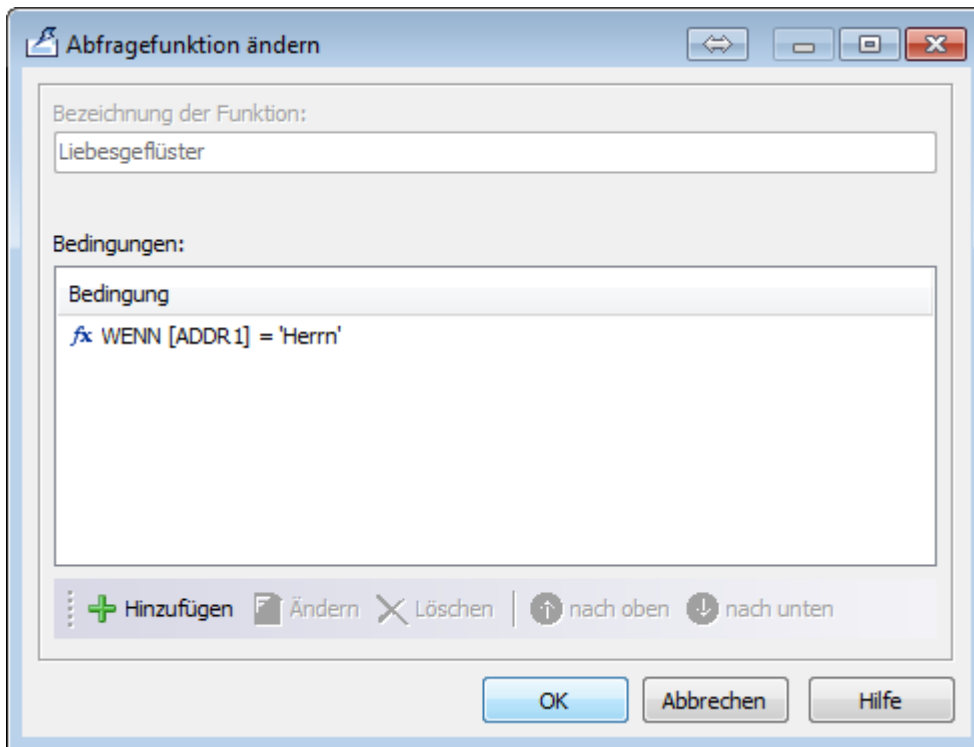 Abfragefunktion ändern
Bezeichnung der Funktion:
Liebesgeflüster
Bedingungen:
Bedingung
fx WENN [ADDR1] = 'Herrn'
Hinzufügen Ändern Löschen nach oben nach unten
OK Abbrechen Hilfe